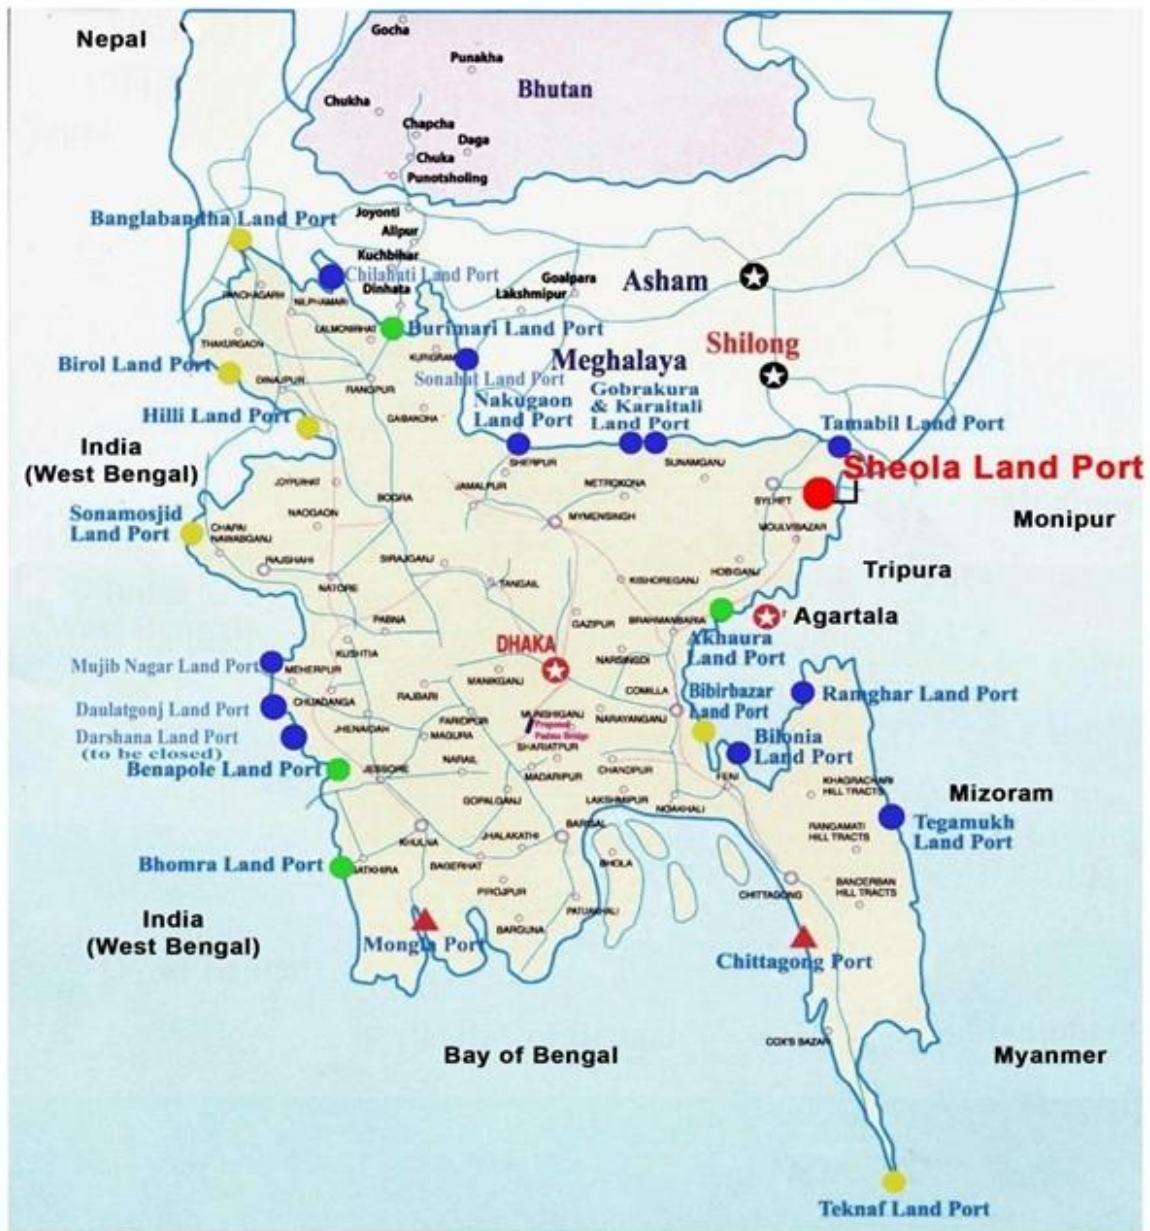 Nepal
Gocha
Punakha
Bhutan
Chukha
Chapcha
Daga
Chuka
Punotsholing
Joyonti
Banglabandha Land Port
Alipur
Kuchbihar
Chilahati Land Port
Goalpara
Asham
Dinhata
Lakshmipur
PANCHAGARH
NILPHAMARI
LALMONIRHAT
Burimari Land Port
THAKURGAON
Shilong
KURIGRAM
Meghalaya
Birol Land Port
Sonahat Land Port
DINAJPUR
RANGPUR
Gobrakura
& Karaitali
Land Port
Nakugaon
Land Port
Hilli Land Port
GAIBANDHA
Tamabil Land Port
India
(West Bengal)
SHERPUR
SUNAMGANJ
Sheola Land Port
JOYPURHAT
JAMALPUR
NETROKONA
BOGRA
SYLHET
Sonamosjid
Land Port
NAOGAON
MYMENSINGH
Monipur
CHAPAI
NAWABGANJ
MOULVIBAZAR
RAJSHAHI
SIRAJGANJ
HOBIGANJ
Tripura
NATORE
TANGAIL
KISHOREGANJ
PABNA
GAZIPUR
BRAHMANBARIA
Agartala
Akhaura
Land Port
DHAKA
KUSHTIA
NARSINGDI
Mujib Nagar Land Port
MEHERPUR
MANIKGANJ
RAJBARI
COMILLA
Bibirbazar
Land Port
Ramghar Land Port
Daulatgonj Land Port
CHUADANGA
FARIDPUR
MUNSHIGANJ
NARAYANGANJ
Proposed
Padma Bridge
JHENAIDAH
MAGURA
Darshana Land Port
(to be closed)
SHARIATPUR
Bilonia
Land Port
Benapole Land Port
JESSORE
NARAIL
MADARIPUR
CHANDPUR
FENI
KHAGRACHARI
HILL TRACTS
Mizoram
GOPALGANJ
LAKSHMIPUR
NOAKHALI
Tegamukh
Land Port
RANGAMATI
HILL TRACTS
KHULNA
JHALAKATHI
BARISAL
Bhomra Land Port
SATKHIRA
BAGERHAT
BHOLA
PIROJPUR
CHITTAGONG
BANDERBAN
HILL TRACTS
PATUAKHALI
India
(West Bengal)
BARGUNA
Mongla Port
Chittagong Port
COX'S BAZAR
Bay of Bengal
Myanmer
Teknaf Land Port